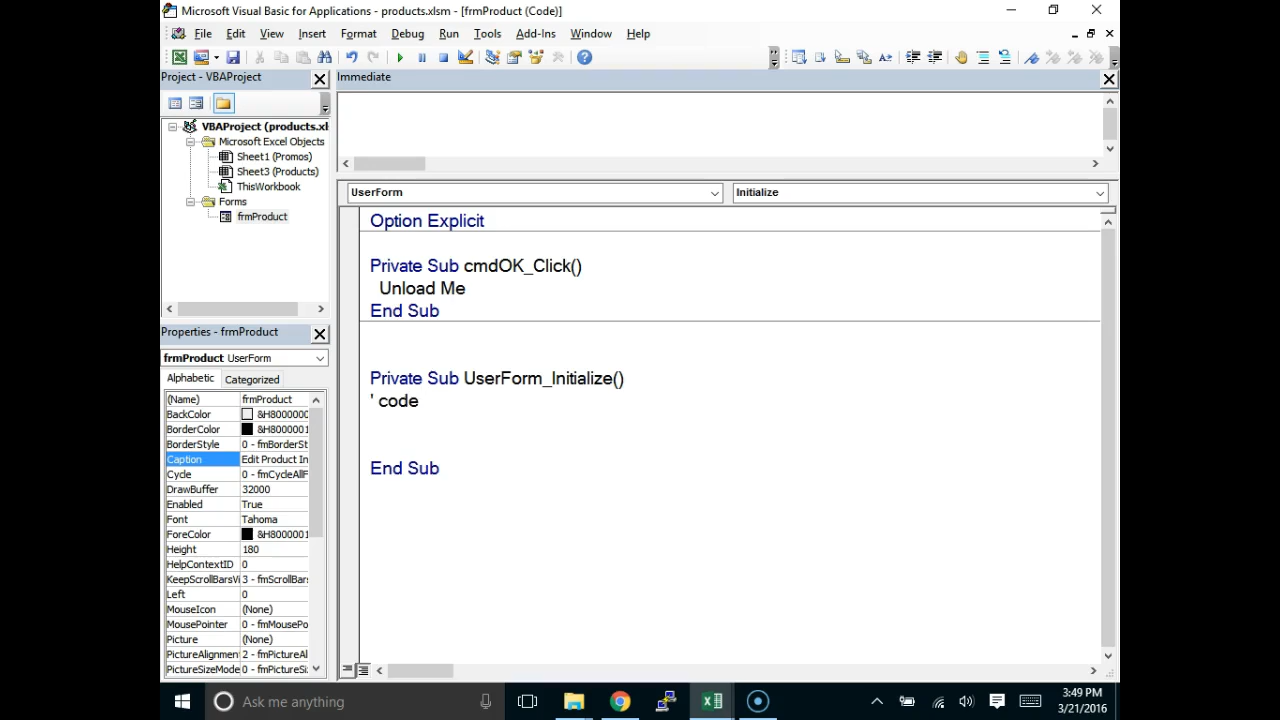 Microsoft Visual Basic for Applications - products.xlsm - [frmProduct (Code)]
File Edit View Insert Format Debug Run Tools Add-Ins Window Help
Project - VBAProject
VBAProject (products.xl
Microsoft Excel Objects
Sheet1 (Promos)
Sheet3 (Products)
ThisWorkbook
Forms
frmProduct
Properties - frmProduct
frmProduct UserForm
Alphabetic Categorized
(Name) frmProduct
BackColor &H8000000
BorderColor &H8000001
BorderStyle 0 - fmBorderSt
Caption Edit Product In
Cycle 0 - fmCycleAllF
DrawBuffer 32000
Enabled True
Font Tahoma
ForeColor &H8000001
Height 180
HelpContextID 0
KeepScrollBarsVi 3 - fmScrollBars
Left 0
MouseIcon (None)
MousePointer 0 - fmMousePo
Picture (None)
PictureAlignmen 2 - fmPictureAl
PictureSizeMode 0 - fmPictureSi
Immediate
UserForm Initialize
Option Explicit
Private Sub cmdOK_Click()
Unload Me
End Sub
Private Sub UserForm_Initialize()
' code
End Sub
Ask me anything
3:49 PM
3/21/2016